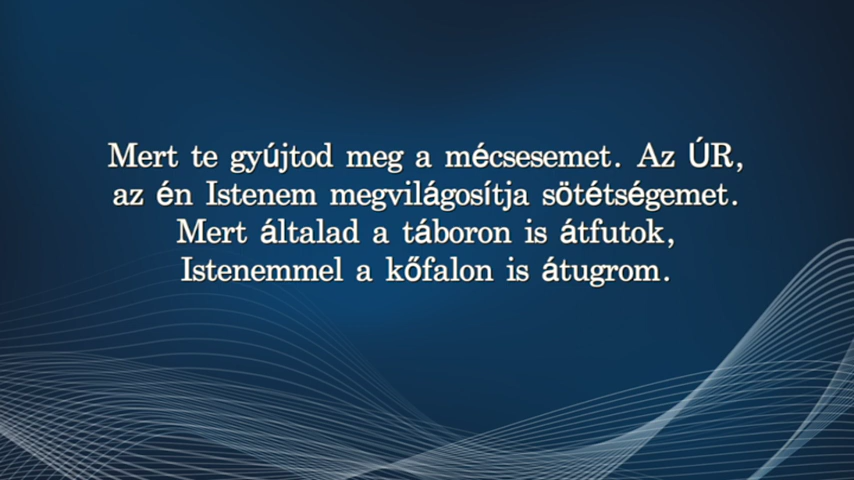 Mert te gyújtod meg a mécsesemet. Az ÚR,
az én Istenem megvilágosítja sötétségemet.
Mert általad a táboron is átfutok,
Istenemmel a kőfalon is átugrom.